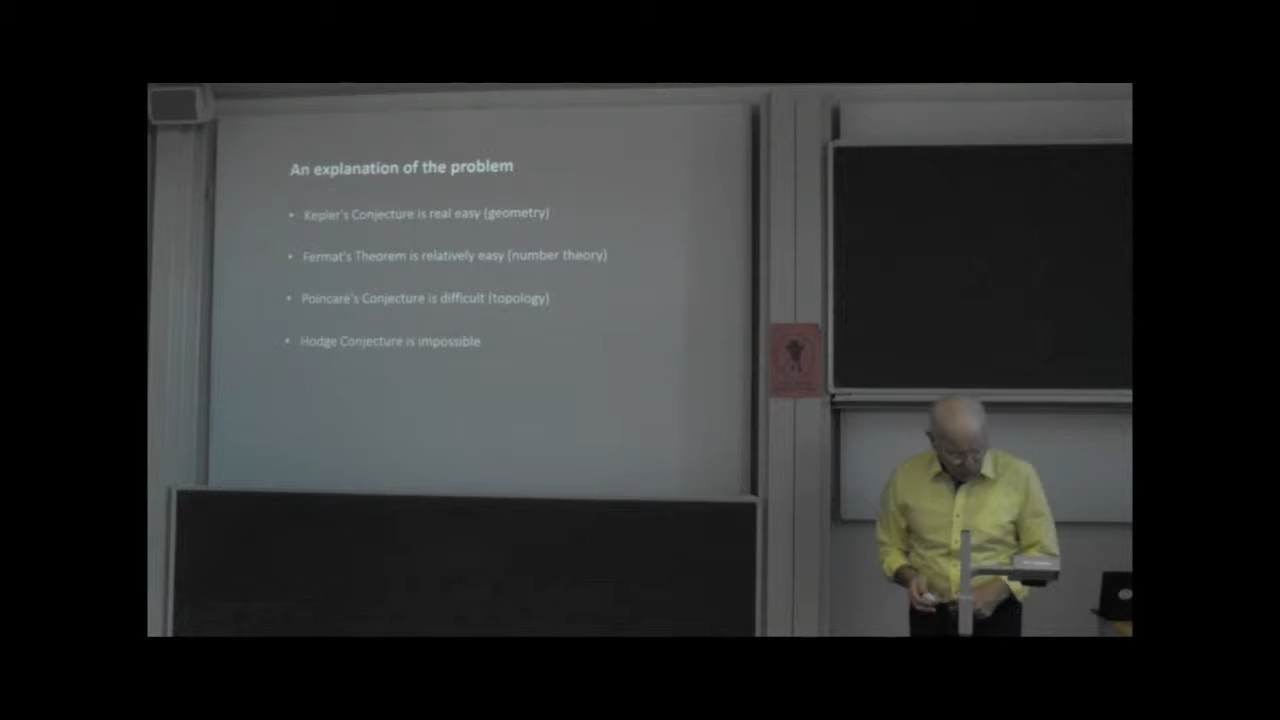 An explanation of the problem
• Kepler's Conjecture is real easy (geometry)
• Fermat's Theorem is relatively easy (number theory)
• Poincare's Conjecture is difficult (topology)
• Hodge Conjecture is impossible